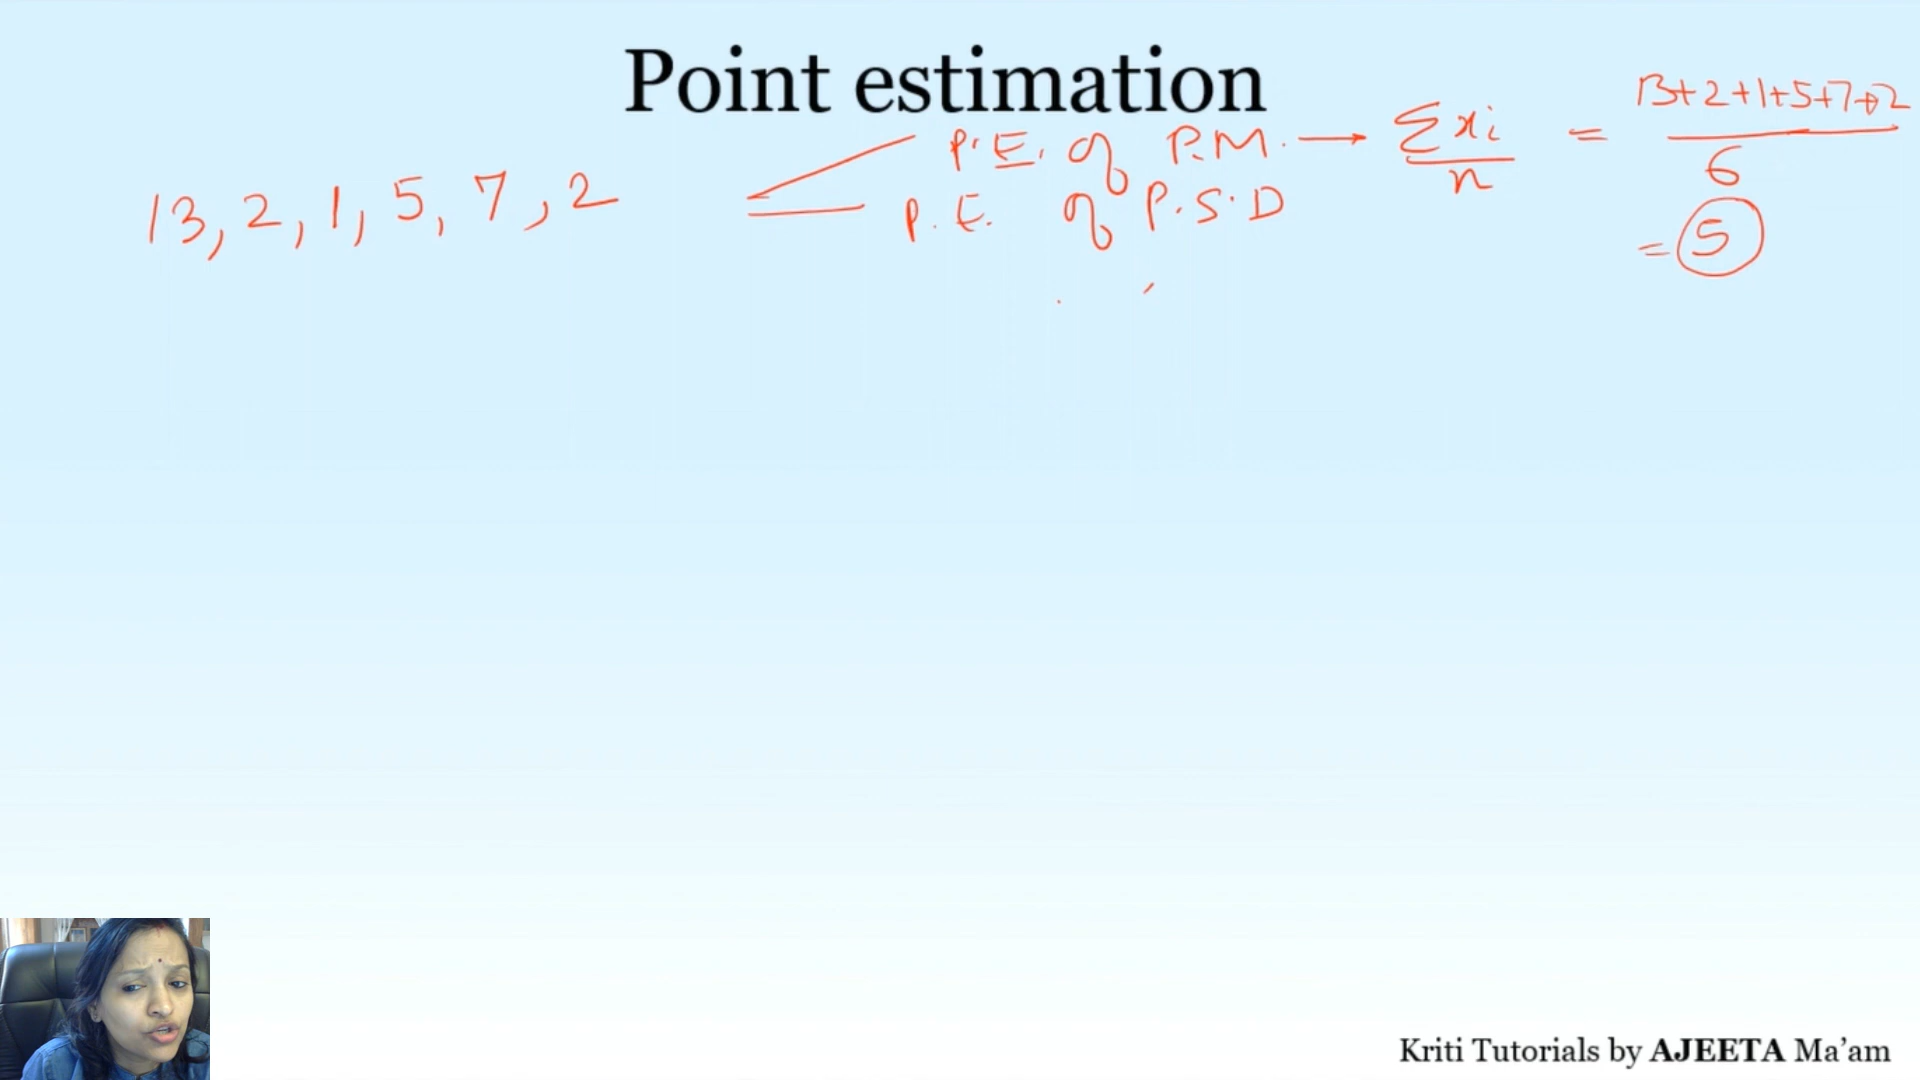 Point estimation
13, 2, 1, 5, 7, 2
P.E. of P.M. → Σxi/n = 13+2+1+5+7+2/6
P.E. of P.S.D
= 5
Kriti Tutorials by AJEETA Ma'am